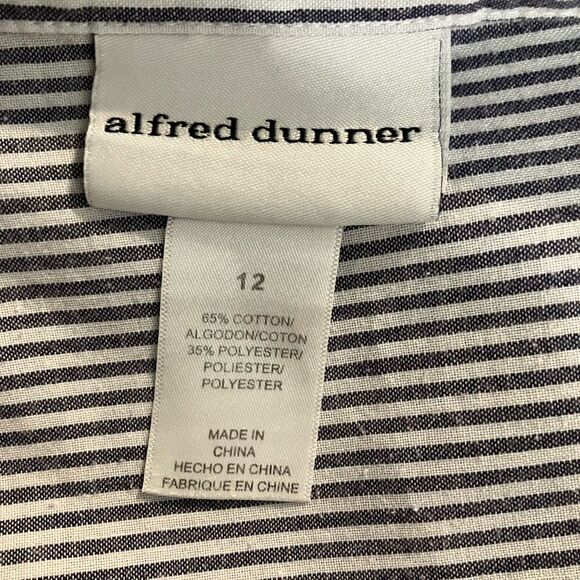 alfred dunner
12
65% COTTON/
ALGODON/COTON
35% POLYESTER/
POLIESTER/
POLYESTER
MADE IN
CHINA
HECHO EN CHINA
FABRIQUE EN CHINE